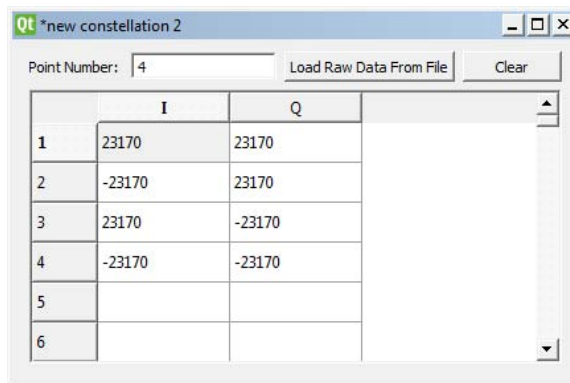 Qt *new constellation 2
Point Number: 4 Load Raw Data From File Clear
I Q
1 23170 23170
2 -23170 23170
3 23170 -23170
4 -23170 -23170
5
6